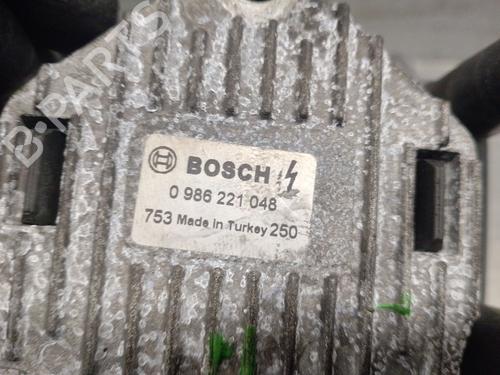 B-PARTS
BOSCH
0 986 221 048
753 Made in Turkey 250